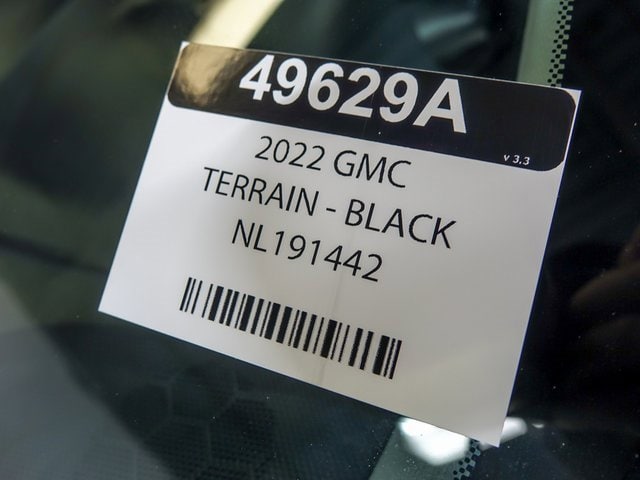 49629A
v 3.3
2022 GMC
TERRAIN - BLACK
NL191442